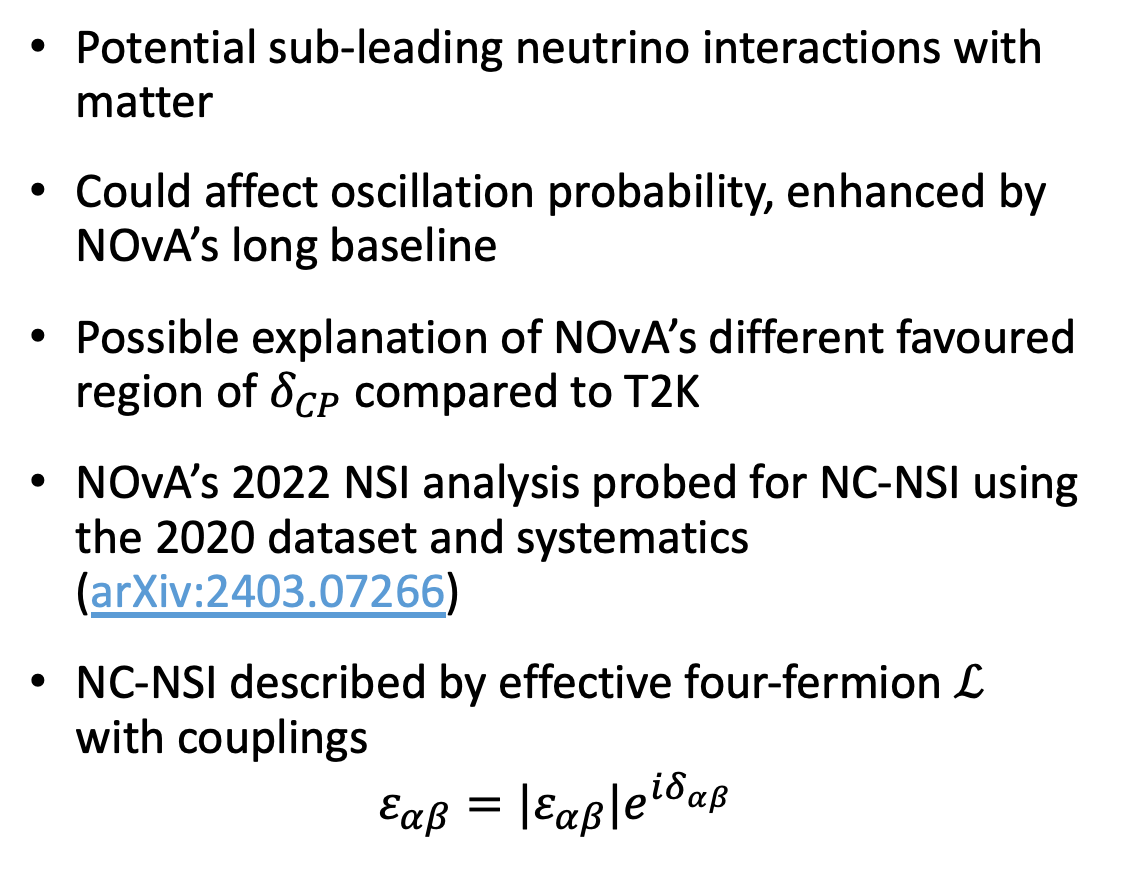 • Potential sub-leading neutrino interactions with
matter
• Could affect oscillation probability, enhanced by
NOvA’s long baseline
• Possible explanation of NOvA’s different favoured
region of δ_CP compared to T2K
• NOvA’s 2022 NSI analysis probed for NC-NSI using
the 2020 dataset and systematics
(arXiv:2403.07266)
• NC-NSI described by effective four-fermion ℒ
with couplings
ε_αβ = |ε_αβ|e^{iδ_αβ}